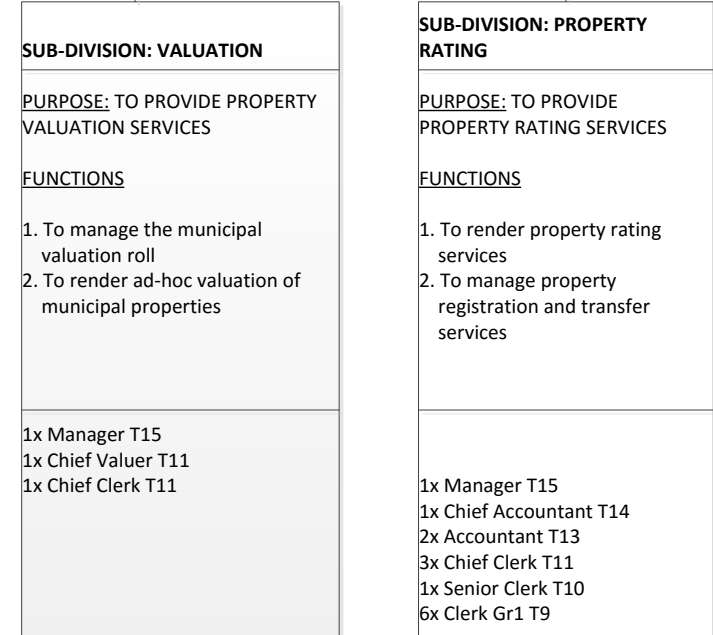 SUB-DIVISION: VALUATION
PURPOSE: TO PROVIDE PROPERTY
VALUATION SERVICES
FUNCTIONS
1. To manage the municipal
valuation roll
2. To render ad-hoc valuation of
municipal properties
1x Manager T15
1x Chief Valuer T11
1x Chief Clerk T11
SUB-DIVISION: PROPERTY
RATING
PURPOSE: TO PROVIDE
PROPERTY RATING SERVICES
FUNCTIONS
1. To render property rating
services
2. To manage property
registration and transfer
services
1x Manager T15
1x Chief Accountant T14
2x Accountant T13
3x Chief Clerk T11
1x Senior Clerk T10
6x Clerk Gr1 T9